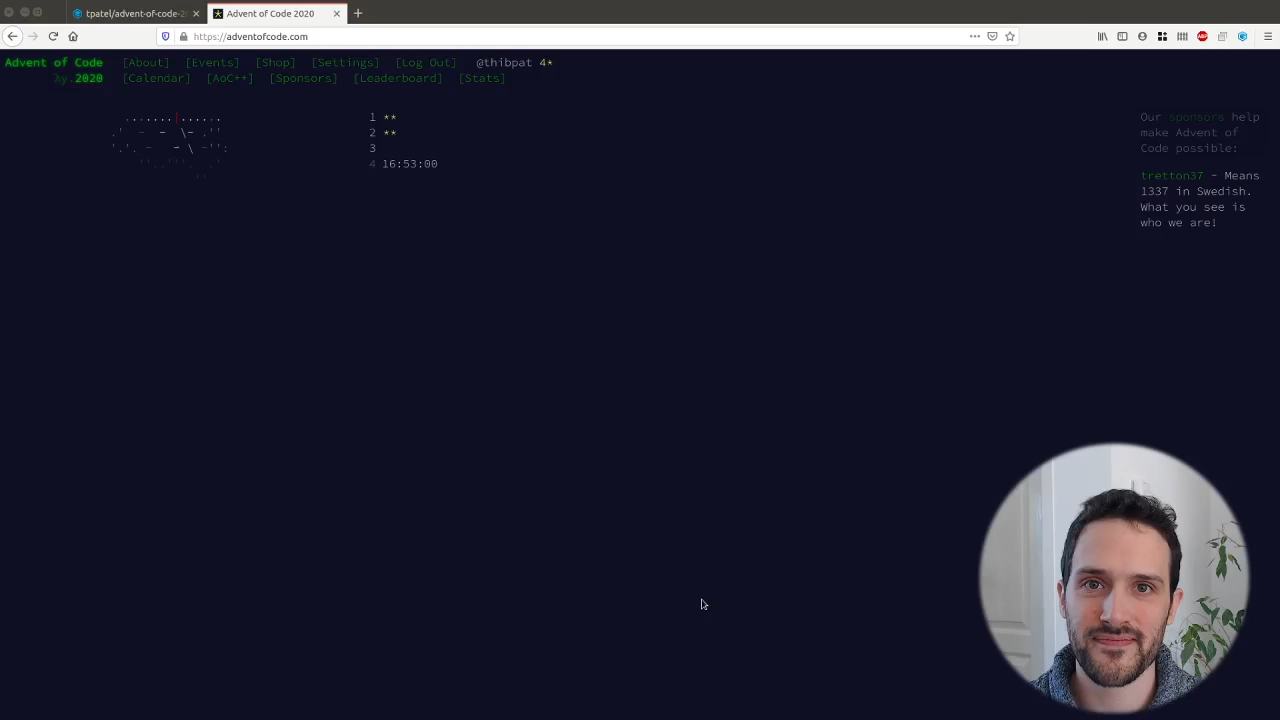 tpatel/advent-of-code-2
Advent of Code 2020
https://adventofcode.com
Advent of Code [About] [Events] [Shop] [Settings] [Log Out] @thibpat 4*
λy.2020 [Calendar] [AoC++] [Sponsors] [Leaderboard] [Stats]
1 **
2 **
3
4 16:53:00
Our sponsors help
make Advent of
Code possible:
tretton37 - Means
1337 in Swedish.
What you see is
who we are!
ABP